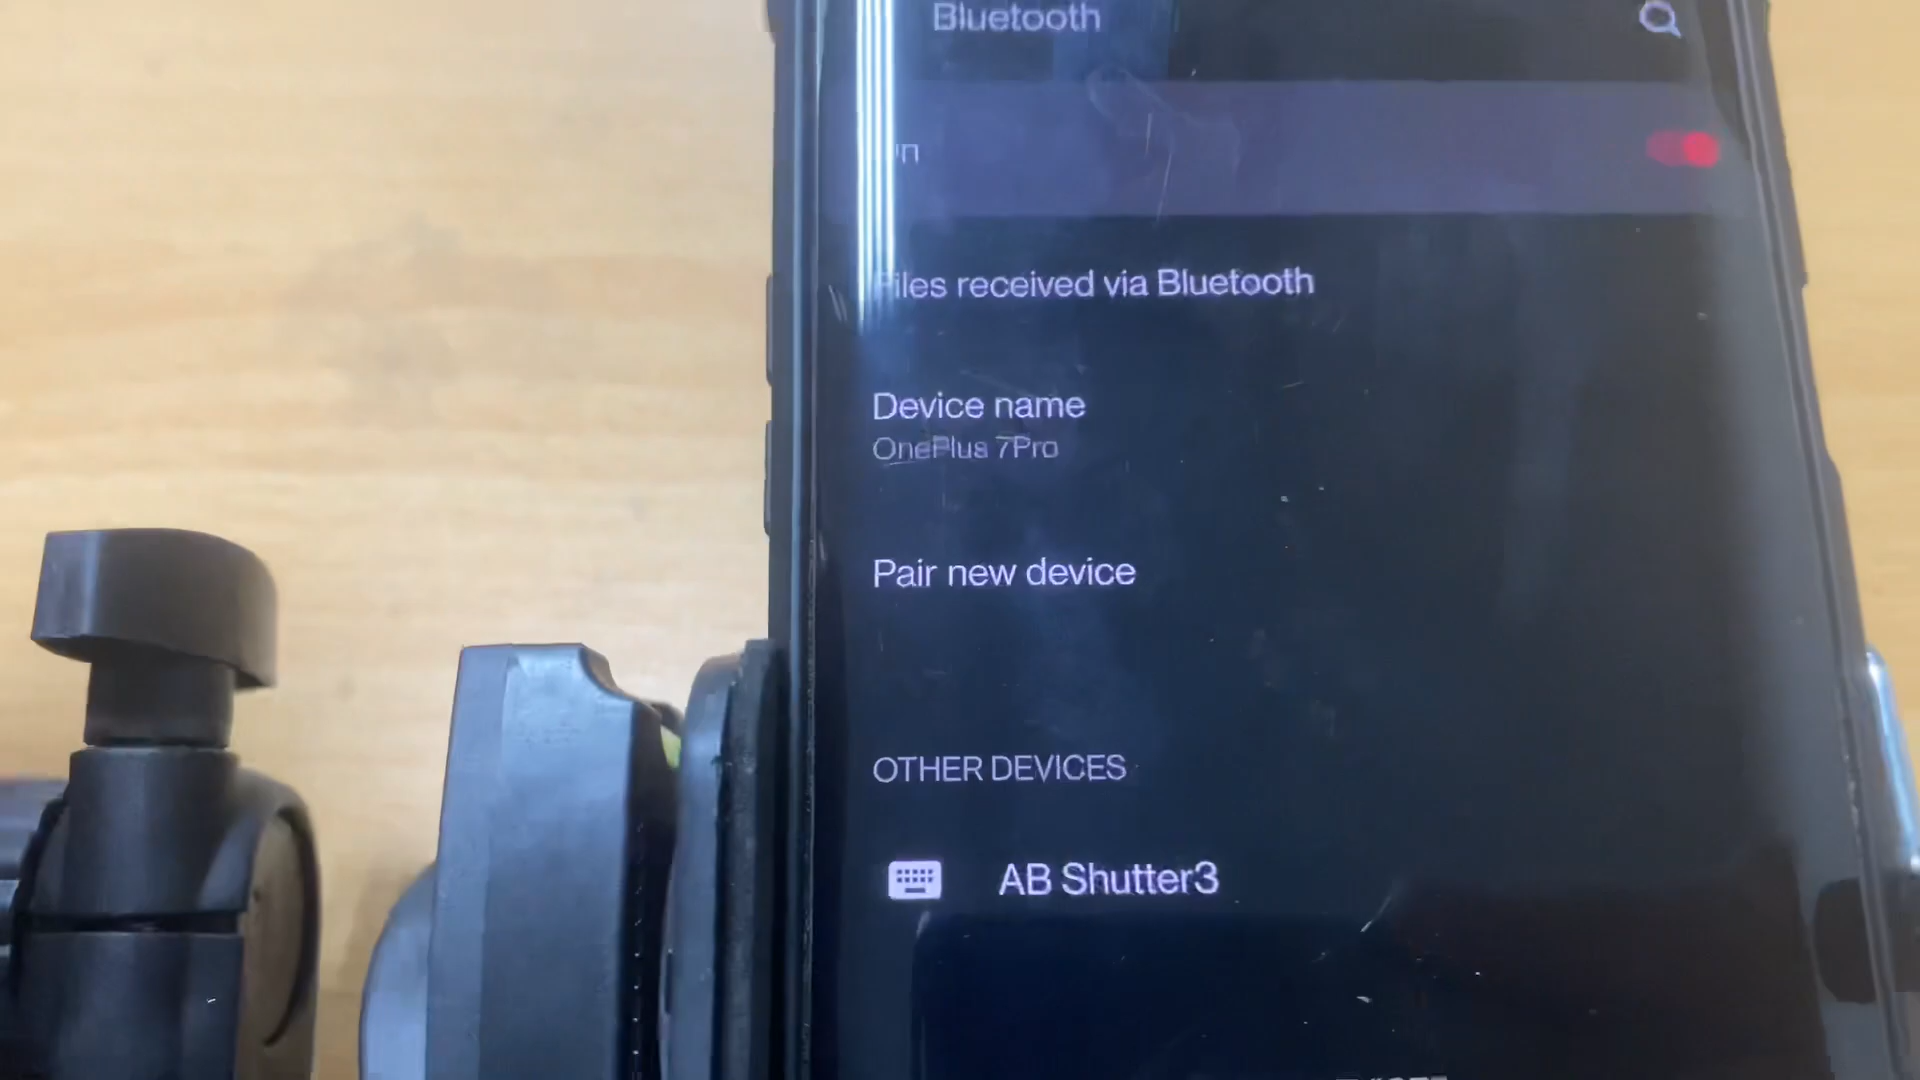 Bluetooth
Files received via Bluetooth
Device name
OnePlus 7Pro
Pair new device
OTHER DEVICES
AB Shutter3